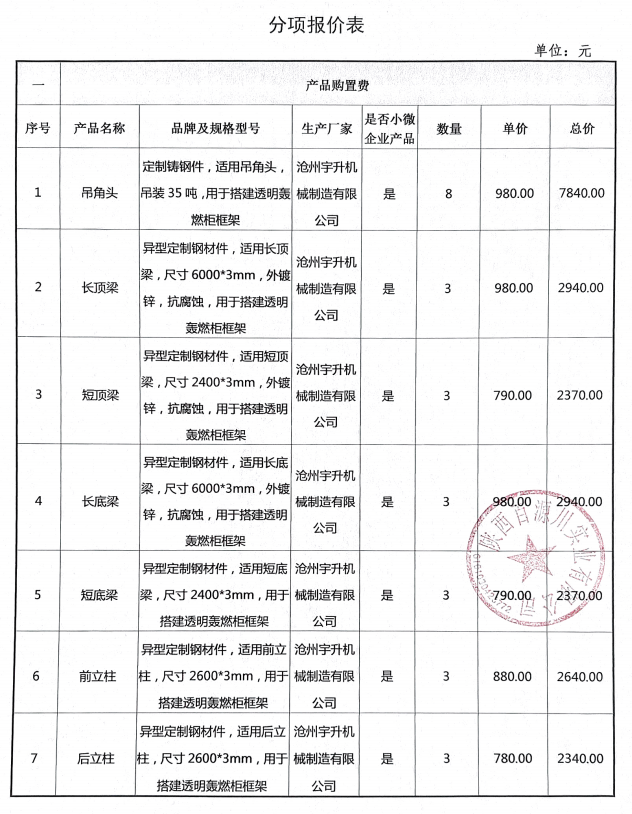 分项报价表
单位：元
一 产品购置费
序号 产品名称 品牌及规格型号 生产厂家 是否小微企业产品 数量 单价 总价
1 吊角头 定制铸钢件，适用吊角头，吊装35吨，用于搭建透明轰燃柜框架 沧州宇升机械制造有限公司 是 8 980.00 7840.00
2 长顶梁 异型定制钢材件，适用长顶梁，尺寸6000*3mm，外镀锌，抗腐蚀，用于搭建透明轰燃柜框架 沧州宇升机械制造有限公司 是 3 980.00 2940.00
3 短顶梁 异型定制钢材件，适用短顶梁，尺寸2400*3mm，外镀锌，抗腐蚀，用于搭建透明轰燃柜框架 沧州宇升机械制造有限公司 是 3 790.00 2370.00
4 长底梁 异型定制钢材件，适用长底梁，尺寸6000*3mm，外镀锌，抗腐蚀，用于搭建透明轰燃柜框架 沧州宇升机械制造有限公司 是 3 980.00 2940.00
5 短底梁 异型定制钢材件，适用短底梁，尺寸2400*3mm，用于搭建透明轰燃柜框架 沧州宇升机械制造有限公司 是 3 790.00 2370.00
6 前立柱 异型定制钢材件，适用前立柱，尺寸2600*3mm，用于搭建透明轰燃柜框架 沧州宇升机械制造有限公司 是 3 880.00 2640.00
7 后立柱 异型定制钢材件，适用后立柱，尺寸2600*3mm，用于搭建透明轰燃柜框架 沧州宇升机械制造有限公司 是 3 780.00 2340.00
陕西百源川实业有限公司